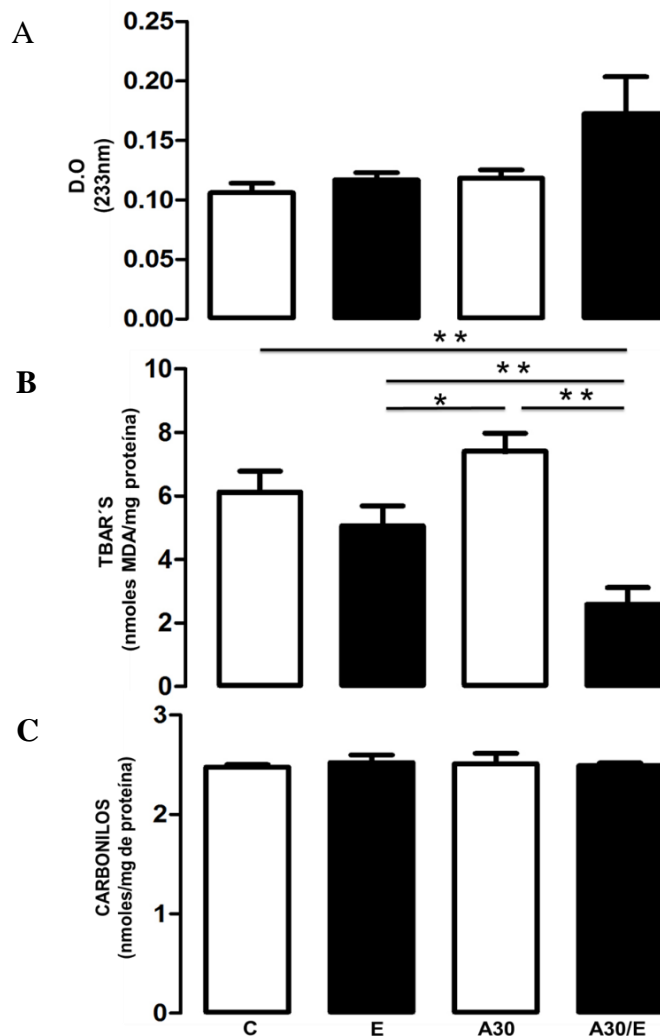 A
D.O
(233nm)
0.25
0.20
0.15
0.10
0.05
0.00
B
TBAR´S
(nmoles MDA/mg proteína)
10
8
6
4
2
0
* *
* *
*
* *
C
CARBONILOS
(nmoles/mg de proteína)
3
2
1
0
C E A30 A30/E